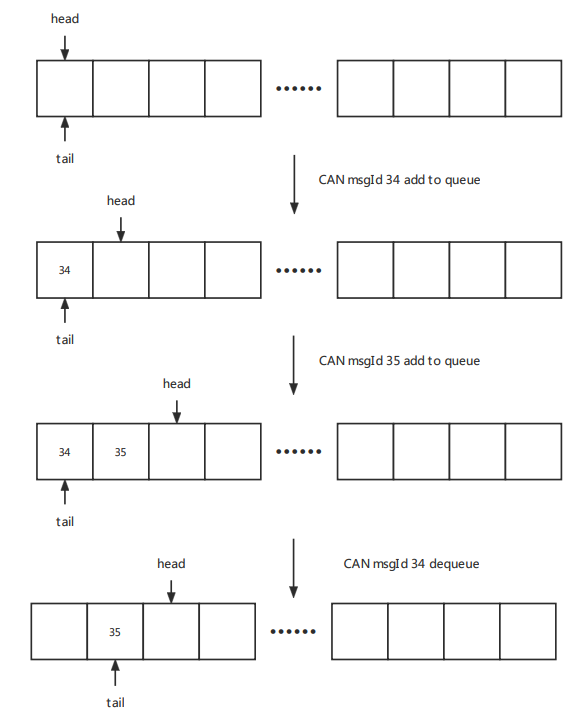 head
tail
CAN msgId 34 add to queue
head
34
tail
CAN msgId 35 add to queue
head
34 35
tail
CAN msgId 34 dequeue
head
35
tail